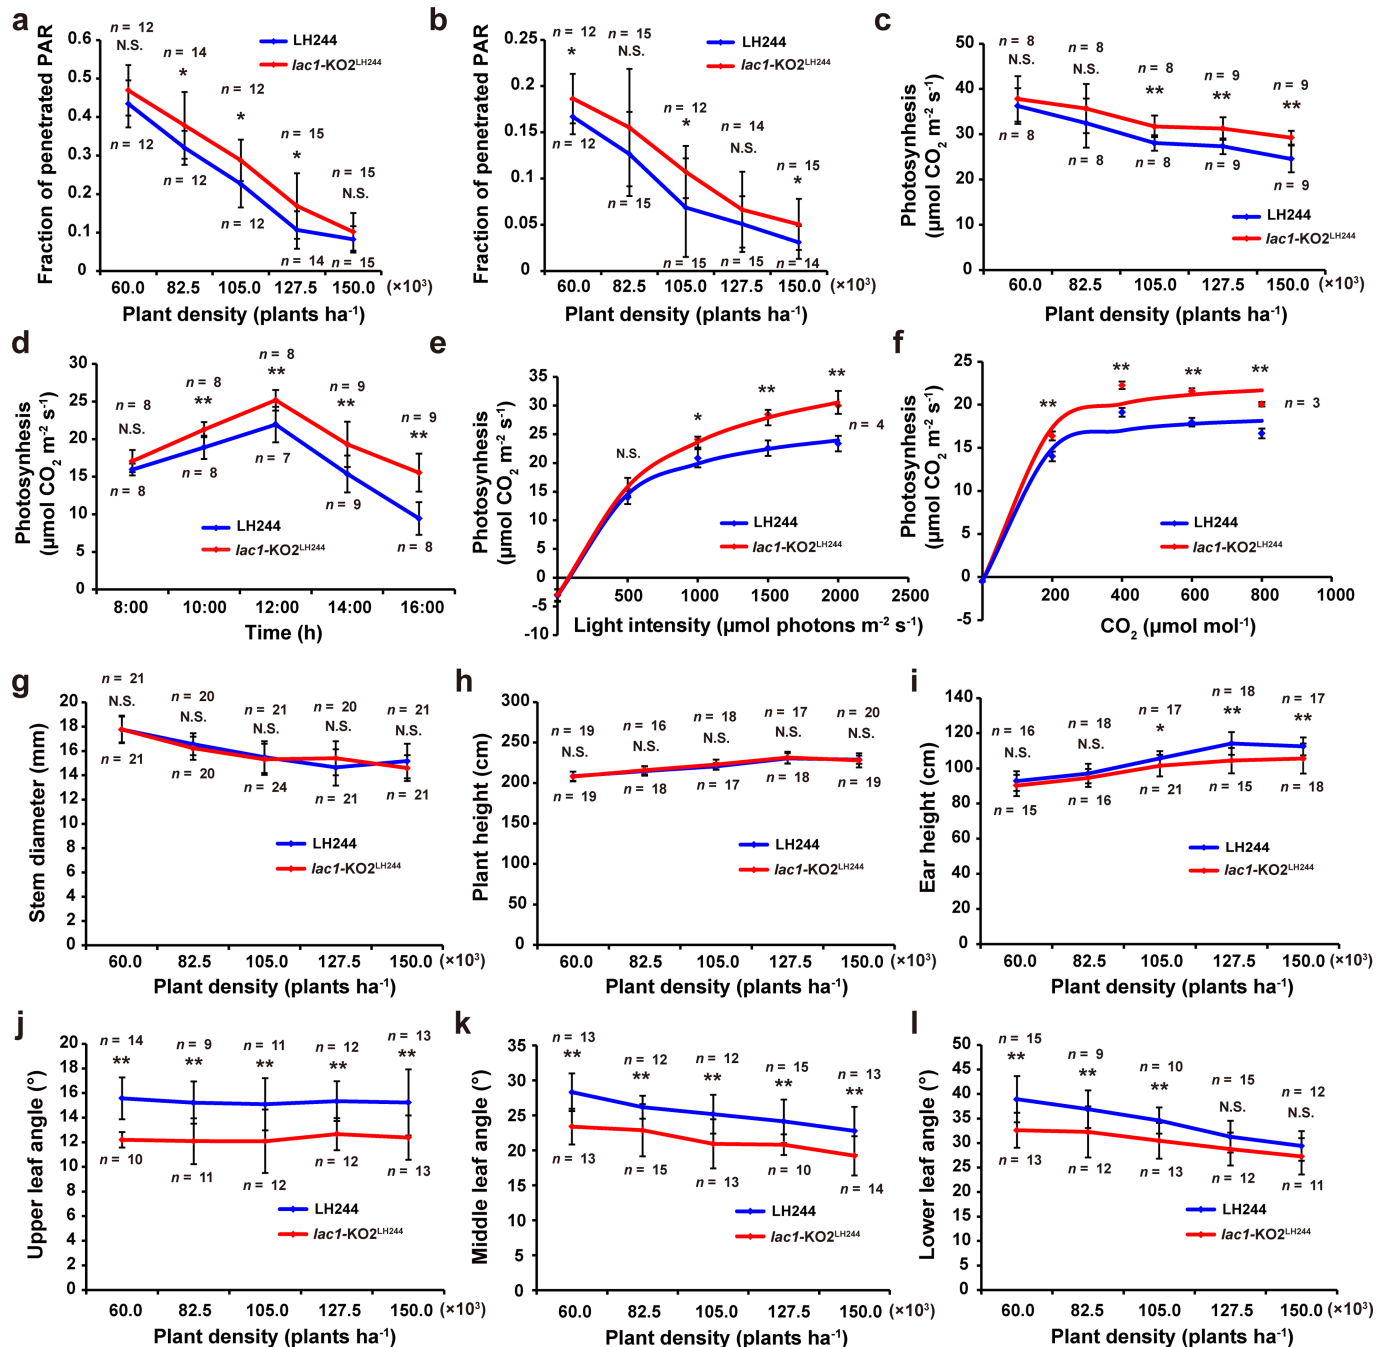 a
Fraction of penetrated PAR
0.6
0.5
0.4
0.3
0.2
0.1
0
n = 12
N.S.
n = 14
*
n = 12
*
n = 15
*
n = 15
N.S.
n = 12
n = 12
n = 12
n = 14
n = 15
LH244
lac1-KO2LH244
60.0 82.5 105.0 127.5 150.0 (×10³)
Plant density (plants ha⁻¹)
b
Fraction of penetrated PAR
0.25
0.2
0.15
0.1
0.05
0
n = 12
*
n = 15
N.S.
n = 12
*
n = 14
N.S.
n = 15
*
n = 12
n = 15
n = 15
n = 15
n = 14
LH244
lac1-KO2LH244
60.0 82.5 105.0 127.5 150.0 (×10³)
Plant density (plants ha⁻¹)
c
Photosynhesis
(μmol CO₂ m⁻² s⁻¹)
50
40
30
20
10
0
n = 8
N.S.
n = 8
N.S.
n = 8
**
n = 9
**
n = 9
**
n = 8
n = 8
n = 8
n = 9
n = 9
LH244
lac1-KO2LH244
60.0 82.5 105.0 127.5 150.0 (×10³)
Plant density (plants ha⁻¹)
d
Photosynhesis
(μmol CO₂ m⁻² s⁻¹)
30
25
20
15
10
5
0
n = 8
N.S.
n = 8
**
n = 8
**
n = 9
**
n = 9
**
n = 8
n = 8
n = 7
n = 9
n = 8
LH244
lac1-KO2LH244
8:00 10:00 12:00 14:00 16:00
Time (h)
e
Photosynhesis
(μmol CO₂ m⁻² s⁻¹)
35
30
25
20
15
10
5
0
-5
-10
N.S.
*
**
**
n = 4
LH244
lac1-KO2LH244
500 1000 1500 2000 2500
Light intensity (μmol photons m⁻² s⁻¹)
f
Photosynhesis
(μmol CO₂ m⁻² s⁻¹)
25
20
15
10
5
0
-5
**
**
**
**
n = 3
LH244
lac1-KO2LH244
200 400 600 800 1000
CO₂ (μmol mol⁻¹)
g
Stem diameter (mm)
20
18
16
14
12
10
8
6
4
2
0
n = 21
N.S.
n = 20
N.S.
n = 21
N.S.
n = 20
N.S.
n = 21
N.S.
n = 21
n = 20
n = 24
n = 21
n = 21
LH244
lac1-KO2LH244
60.0 82.5 105.0 127.5 150.0 (×10³)
Plant density (plants ha⁻¹)
h
Plant height (cm)
300
250
200
150
100
50
0
n = 19
N.S.
n = 16
N.S.
n = 18
N.S.
n = 17
N.S.
n = 20
N.S.
n = 19
n = 18
n = 17
n = 18
n = 19
LH244
lac1-KO2LH244
60.0 82.5 105.0 127.5 150.0 (×10³)
Plant density (plants ha⁻¹)
i
Ear height (cm)
140
120
100
80
60
40
20
0
n = 16
N.S.
n = 18
N.S.
n = 17
*
n = 18
**
n = 17
**
n = 15
n = 16
n = 21
n = 15
n = 18
LH244
lac1-KO2LH244
60.0 82.5 105.0 127.5 150.0 (×10³)
Plant density (plants ha⁻¹)
j
Upper leaf angle (°)
20
18
16
14
12
10
8
6
4
2
0
n = 14
**
n = 9
**
n = 11
**
n = 12
**
n = 13
**
n = 10
n = 11
n = 12
n = 12
n = 13
LH244
lac1-KO2LH244
60.0 82.5 105.0 127.5 150.0 (×10³)
Plant density (plants ha⁻¹)
k
Middle leaf angle (°)
35
30
25
20
15
10
5
0
n = 13
**
n = 12
**
n = 12
**
n = 15
**
n = 13
**
n = 13
n = 15
n = 13
n = 10
n = 14
LH244
lac1-KO2LH244
60.0 82.5 105.0 127.5 150.0 (×10³)
Plant density (plants ha⁻¹)
l
Lower leaf angle (°)
50
45
40
35
30
25
20
15
10
5
0
n = 15
**
n = 9
**
n = 10
**
n = 15
N.S.
n = 12
N.S.
n = 13
n = 12
n = 13
n = 12
n = 11
LH244
lac1-KO2LH244
60.0 82.5 105.0 127.5 150.0 (×10³)
Plant density (plants ha⁻¹)